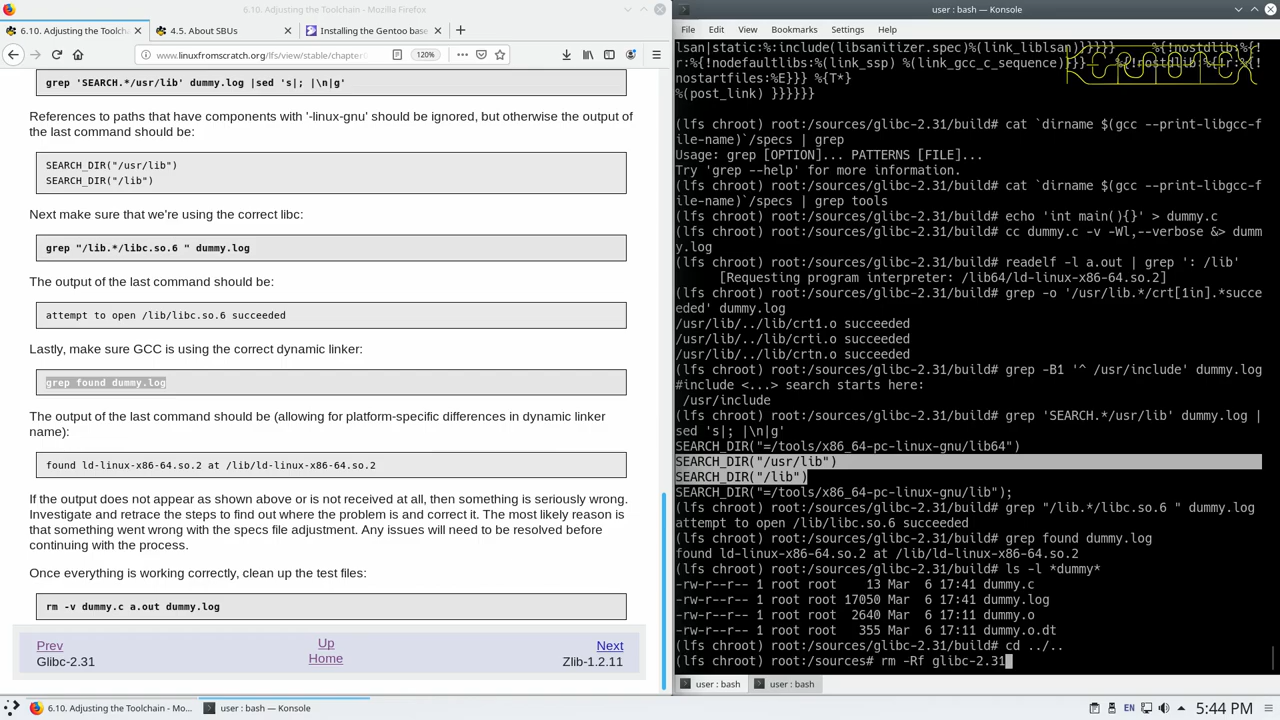 6.10. Adjusting the Toolchain - Mozilla Firefox
6.10. Adjusting the Toolch
4.5. About SBUs
Installing the Gentoo base
www.linuxfromscratch.org/lfs/view/stable/chapter
120%
grep 'SEARCH.*/usr/lib' dummy.log |sed 's|; |\n|g'
References to paths that have components with '-linux-gnu' should be ignored, but otherwise the output of
the last command should be:
SEARCH_DIR("/usr/lib")
SEARCH_DIR("/lib")
Next make sure that we're using the correct libc:
grep "/lib.*/libc.so.6 " dummy.log
The output of the last command should be:
attempt to open /lib/libc.so.6 succeeded
Lastly, make sure GCC is using the correct dynamic linker:
grep found dummy.log
The output of the last command should be (allowing for platform-specific differences in dynamic linker
name):
found ld-linux-x86-64.so.2 at /lib/ld-linux-x86-64.so.2
If the output does not appear as shown above or is not received at all, then something is seriously wrong.
Investigate and retrace the steps to find out where the problem is and correct it. The most likely reason is
that something went wrong with the specs file adjustment. Any issues will need to be resolved before
continuing with the process.
Once everything is working correctly, clean up the test files:
rm -v dummy.c a.out dummy.log
Prev
Up
Next
Glibc-2.31
Home
Zlib-1.2.11
user : bash — Konsole
File Edit View Bookmarks Settings Help
lsan|static:%:include(libsanitizer.spec)%(link_liblsan)}}}}} %{!nostdlib:%{!
r:%{!nodefaultlibs:%(link_ssp) %(link_gcc_c_sequence)}}}
nostartfiles:%E}}} %{T*}
%(post_link) }}}}}}
(lfs chroot) root:/sources/glibc-2.31/build# cat `dirname $(gcc --print-libgcc-f
ile-name)`/specs | grep
Usage: grep [OPTION]... PATTERNS [FILE]...
Try 'grep --help' for more information.
(lfs chroot) root:/sources/glibc-2.31/build# cat `dirname $(gcc --print-libgcc-f
ile-name)`/specs | grep tools
(lfs chroot) root:/sources/glibc-2.31/build# echo 'int main(){}' > dummy.c
(lfs chroot) root:/sources/glibc-2.31/build# cc dummy.c -v -Wl,--verbose &> dumm
y.log
(lfs chroot) root:/sources/glibc-2.31/build# readelf -l a.out | grep ': /lib'
[Requesting program interpreter: /lib64/ld-linux-x86-64.so.2]
(lfs chroot) root:/sources/glibc-2.31/build# grep -o '/usr/lib.*/crt[1in].*succe
eded' dummy.log
/usr/lib/../lib/crt1.o succeeded
/usr/lib/../lib/crti.o succeeded
/usr/lib/../lib/crtn.o succeeded
(lfs chroot) root:/sources/glibc-2.31/build# grep -B1 '^ /usr/include' dummy.log
#include <...> search starts here:
/usr/include
(lfs chroot) root:/sources/glibc-2.31/build# grep 'SEARCH.*/usr/lib' dummy.log |
sed 's|; |\n|g'
SEARCH_DIR("=/tools/x86_64-pc-linux-gnu/lib64")
SEARCH_DIR("/usr/lib")
SEARCH_DIR("/lib")
SEARCH_DIR("=/tools/x86_64-pc-linux-gnu/lib");
(lfs chroot) root:/sources/glibc-2.31/build# grep "/lib.*/libc.so.6 " dummy.log
attempt to open /lib/libc.so.6 succeeded
(lfs chroot) root:/sources/glibc-2.31/build# grep found dummy.log
found ld-linux-x86-64.so.2 at /lib/ld-linux-x86-64.so.2
(lfs chroot) root:/sources/glibc-2.31/build# ls -l *dummy*
-rw-r--r-- 1 root root 13 Mar 6 17:41 dummy.c
-rw-r--r-- 1 root root 17050 Mar 6 17:41 dummy.log
-rw-r--r-- 1 root root 2640 Mar 6 17:11 dummy.o
-rw-r--r-- 1 root root 355 Mar 6 17:11 dummy.o.dt
(lfs chroot) root:/sources/glibc-2.31/build# cd ../..
(lfs chroot) root:/sources# rm -Rf glibc-2.31
user : bash
user : bash
6.10. Adjusting the Toolchain - Mo...
user : bash — Konsole
EN
5:44 PM